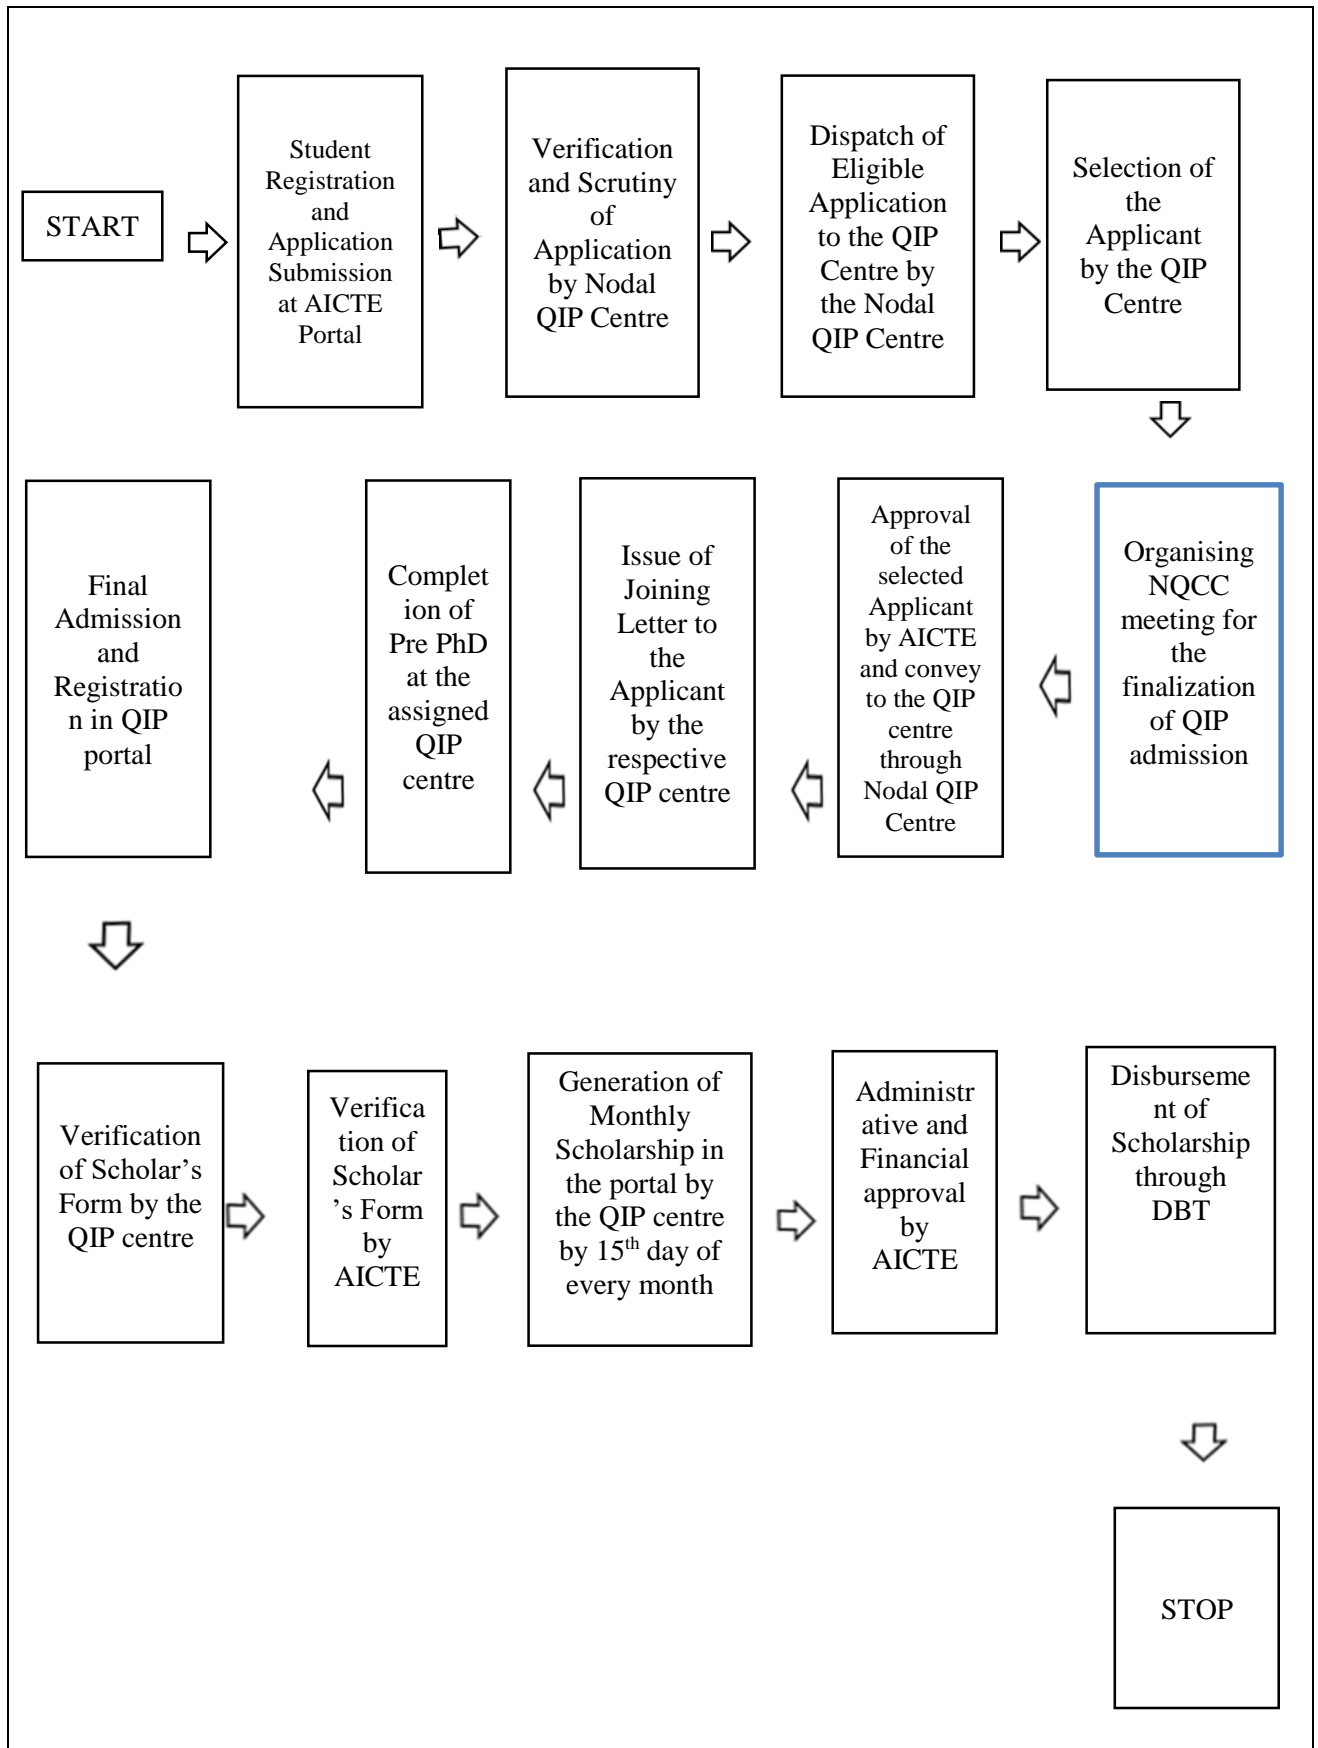 START
Student
Registration
and
Application
Submission
at AICTE
Portal
Verification
and Scrutiny
of
Application
by Nodal
QIP Centre
Dispatch of
Eligible
Application
to the QIP
Centre by
the Nodal
QIP Centre
Selection of
the
Applicant
by the QIP
Centre
Organising
NQCC
meeting for
the
finalization
of QIP
admission
Approval
of the
selected
Applicant
by AICTE
and convey
to the QIP
centre
through
Nodal QIP
Centre
Issue of
Joining
Letter to
the
Applicant
by the
respective
QIP centre
Complet
ion of
Pre PhD
at the
assigned
QIP
centre
Final
Admission
and
Registratio
n in QIP
portal
Verification
of Scholar’s
Form by the
QIP centre
Verifica
tion of
Scholar
’s Form
by
AICTE
Generation of
Monthly
Scholarship in
the portal by
the QIP centre
by 15th day of
every month
Administr
ative and
Financial
approval
by
AICTE
Disburseme
nt of
Scholarship
through
DBT
STOP